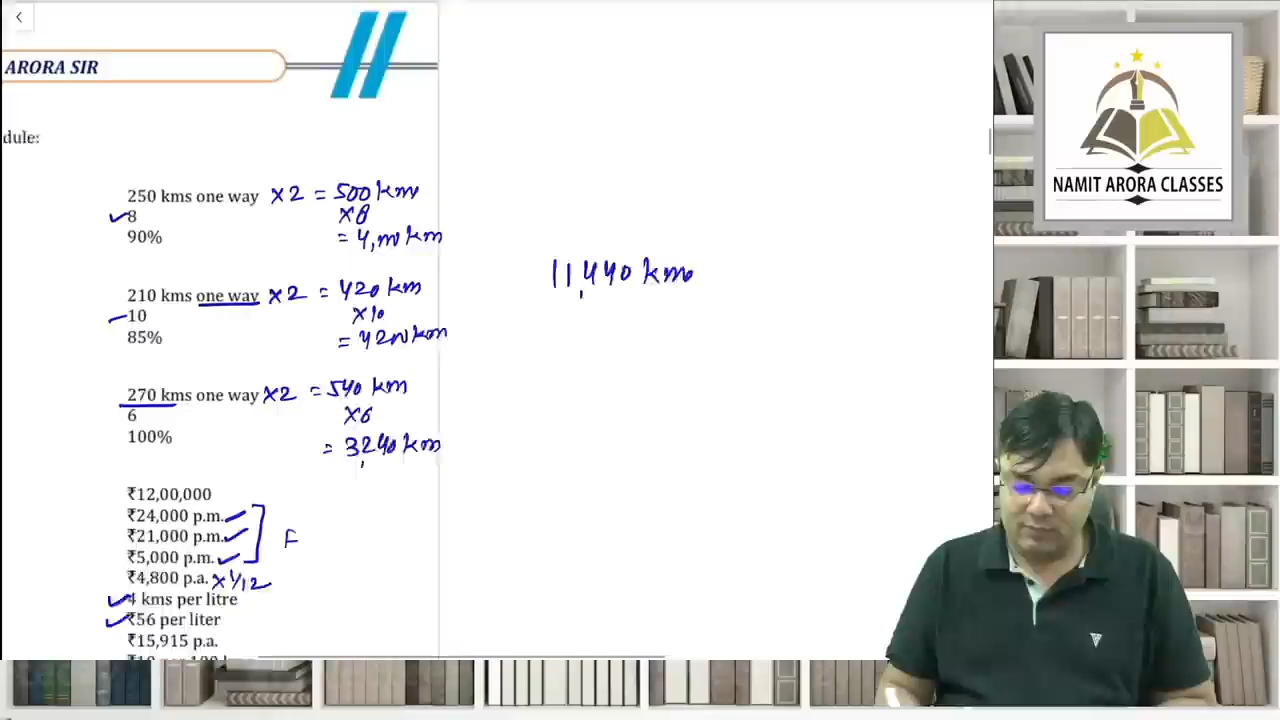 ARORA SIR
dule:
250 kms one way ×2 = 500 km
8 ×8
90% = 4,000 km
210 kms one way ×2 = 420 km
10 ×10
85% = 4200 km
270 kms one way ×2 = 540 km
6 ×6
100% = 3240 km
₹12,00,000
₹24,000 p.m.
₹21,000 p.m. F
₹5,000 p.m.
₹4,800 p.a. ×1/12
4 kms per litre
₹56 per liter
₹15,915 p.a.
11,440 km
NAMIT ARORA CLASSES